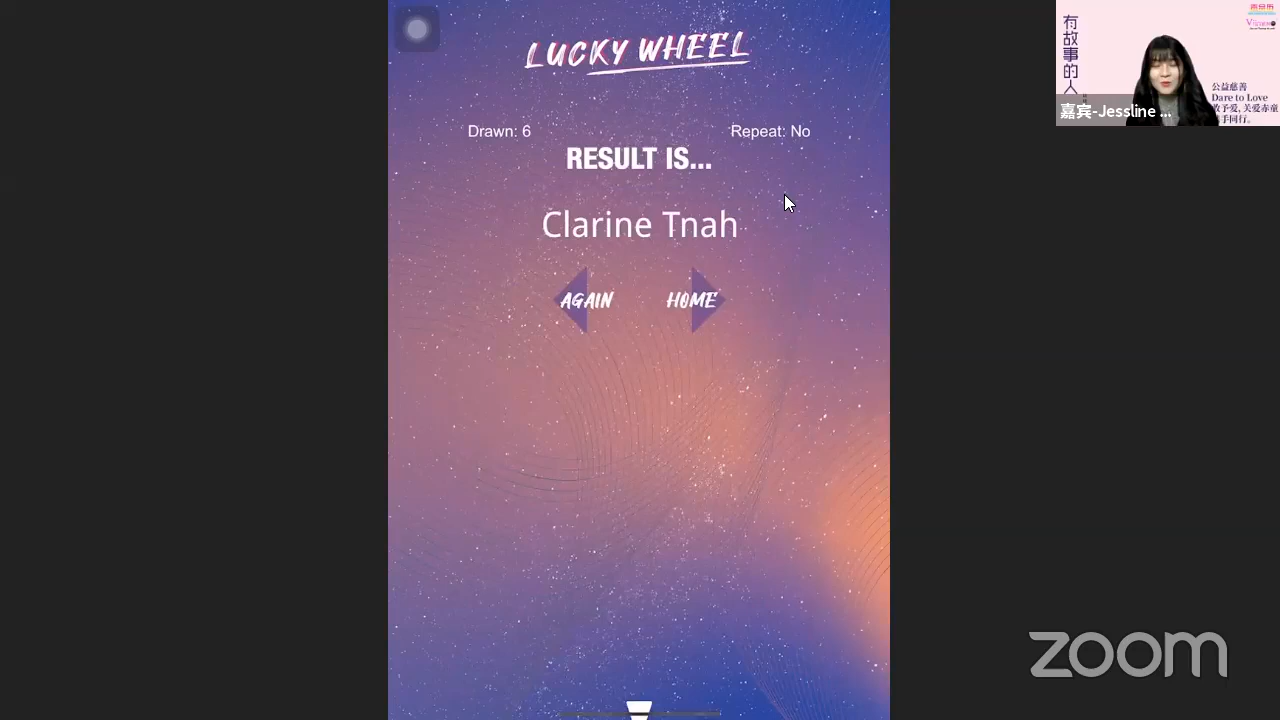 LUCKY WHEEL
Drawn: 6
Repeat: No
RESULT IS...
Clarine Tnah
AGAIN
HOME
有故事的人
公益慈善
Dare to Love
嘉宾-Jessline ...
zoom